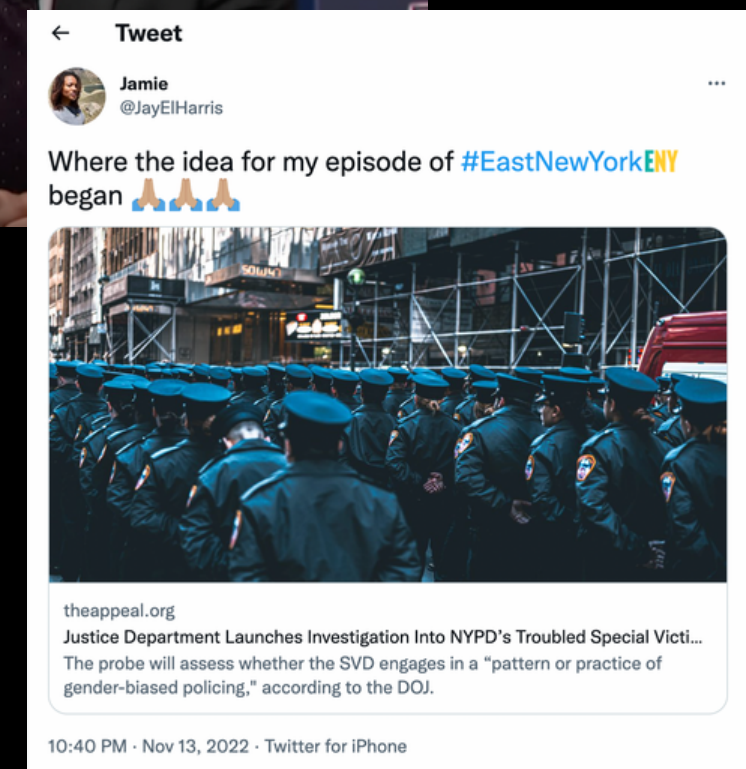 ← Tweet
Jamie
@JayElHarris
Where the idea for my episode of #EastNewYorkENY
began
theappeal.org
Justice Department Launches Investigation Into NYPD’s Troubled Special Victi...
The probe will assess whether the SVD engages in a “pattern or practice of
gender-biased policing," according to the DOJ.
10:40 PM · Nov 13, 2022 · Twitter for iPhone